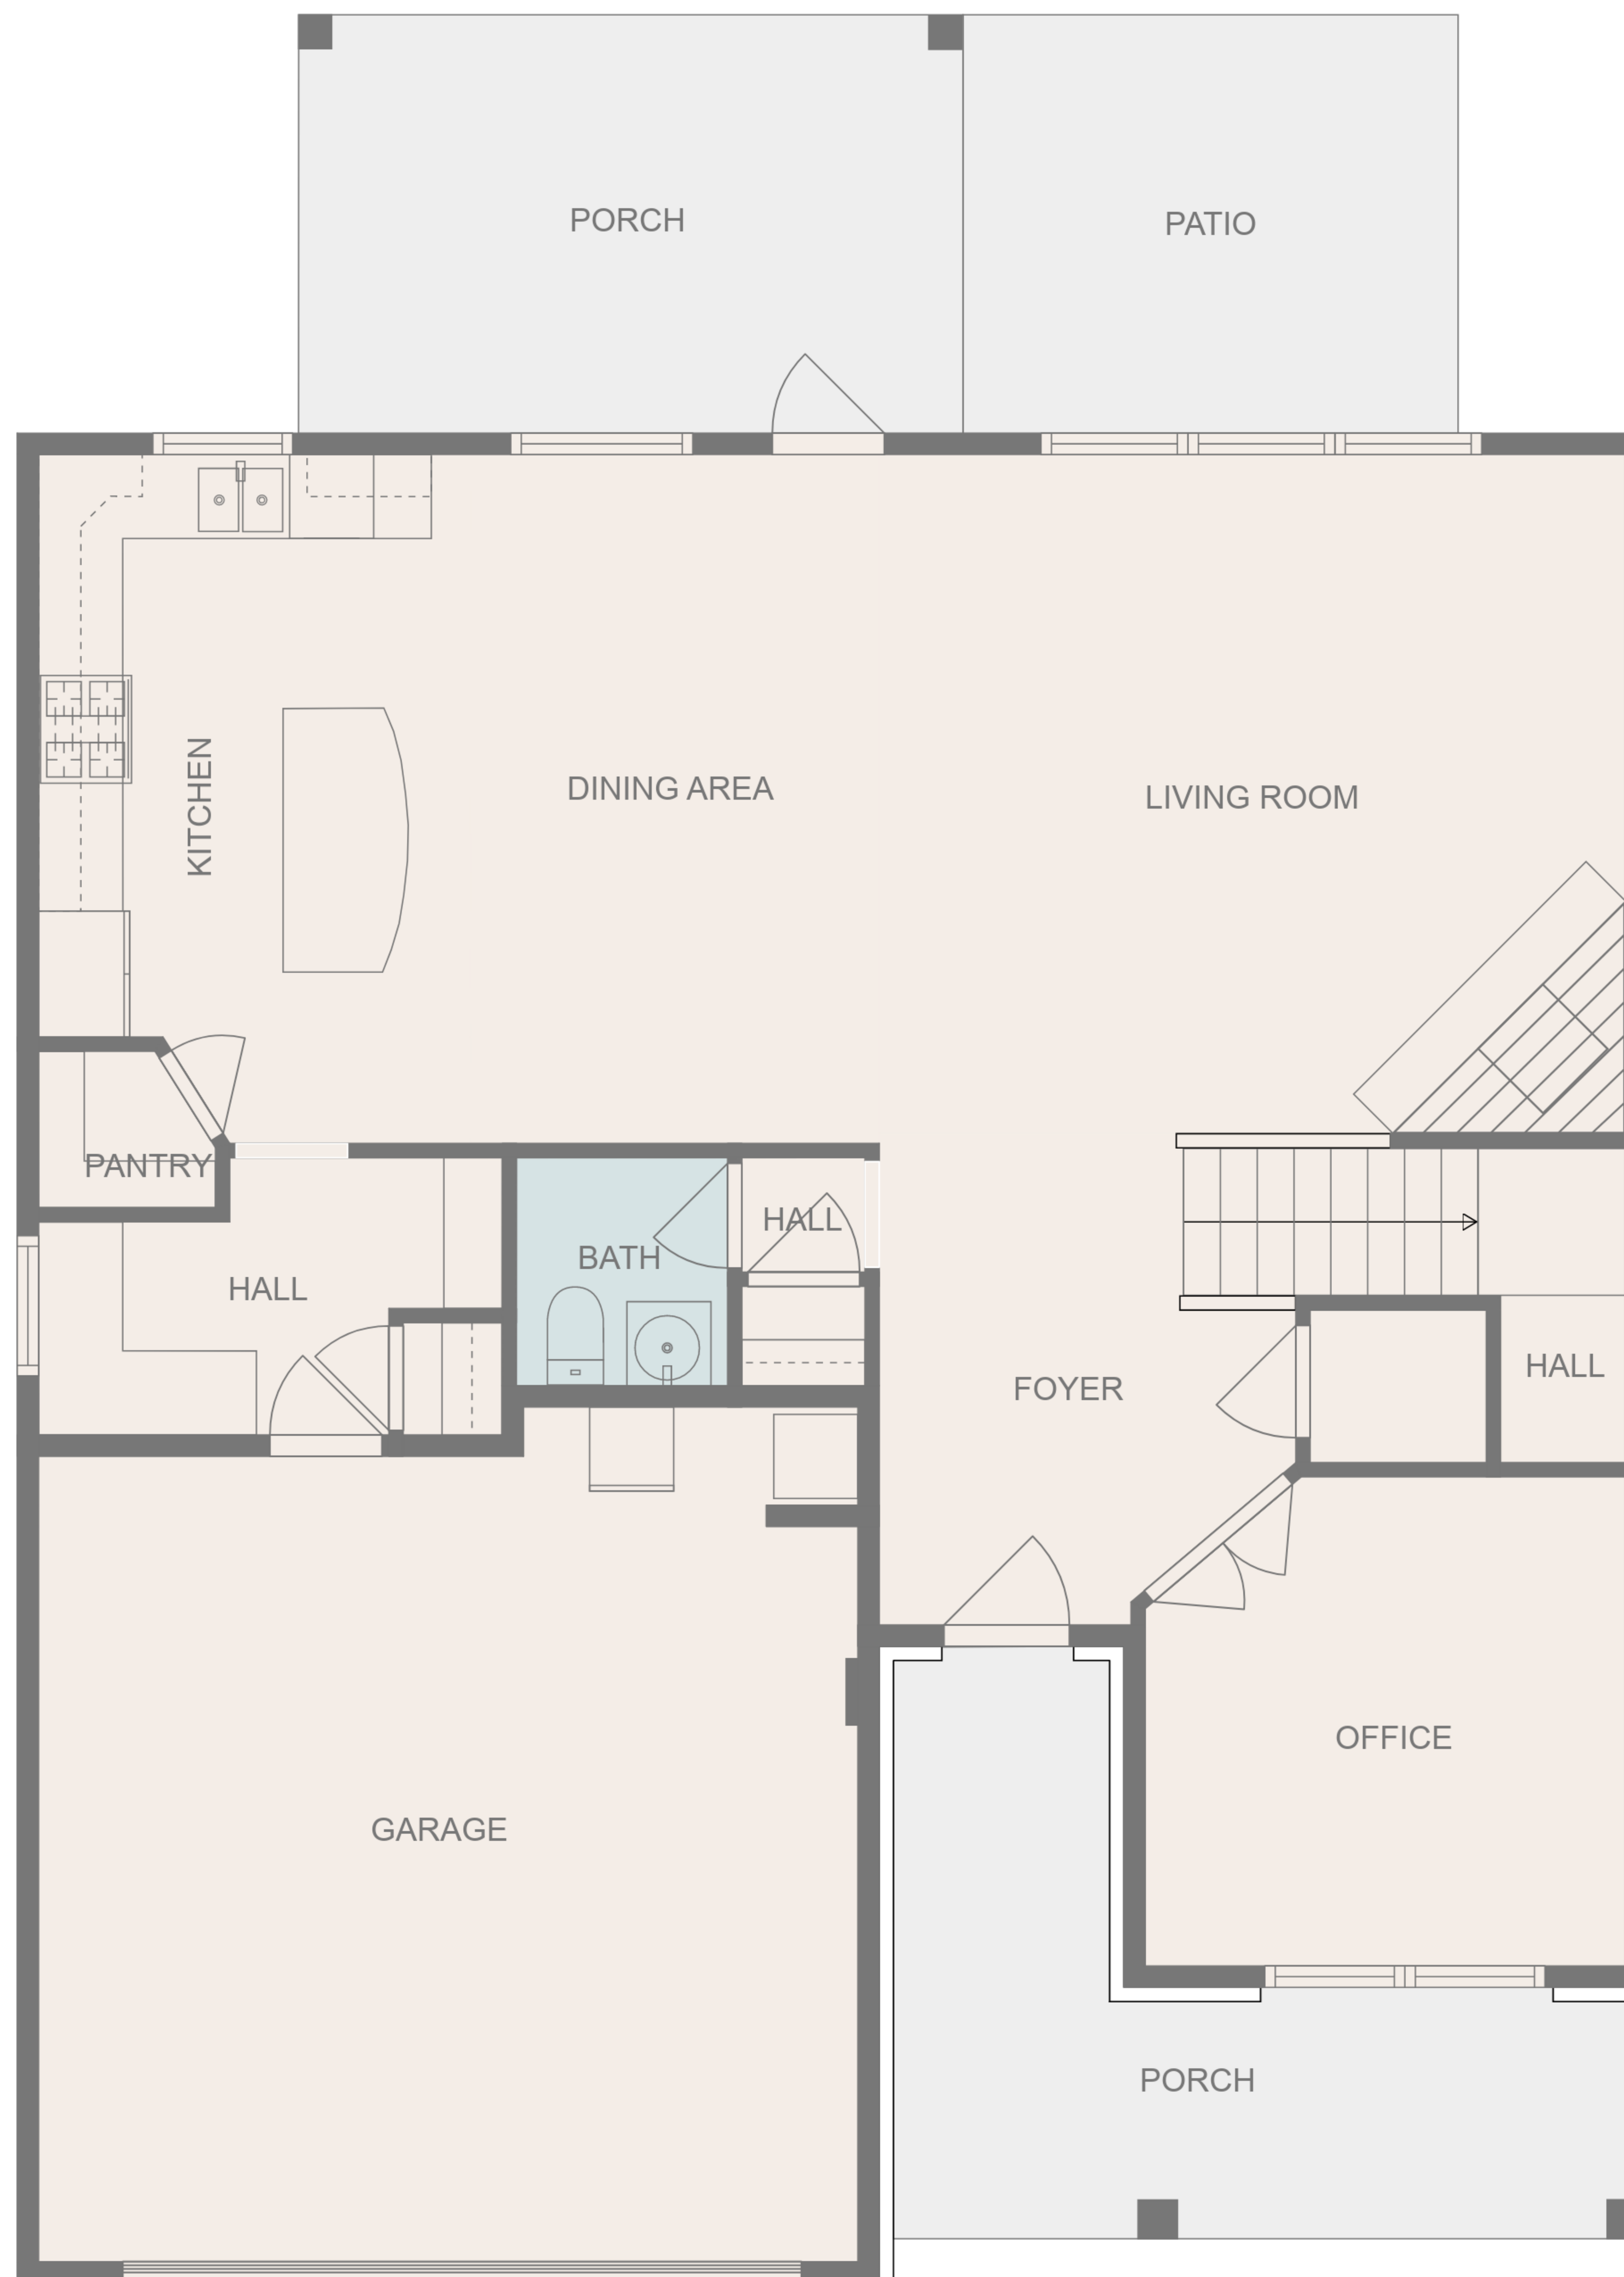 PORCH
PATIO
KITCHEN
DINING AREA
LIVING ROOM
PANTRY
HALL
BATH
HALL
FOYER
HALL
GARAGE
OFFICE
PORCH